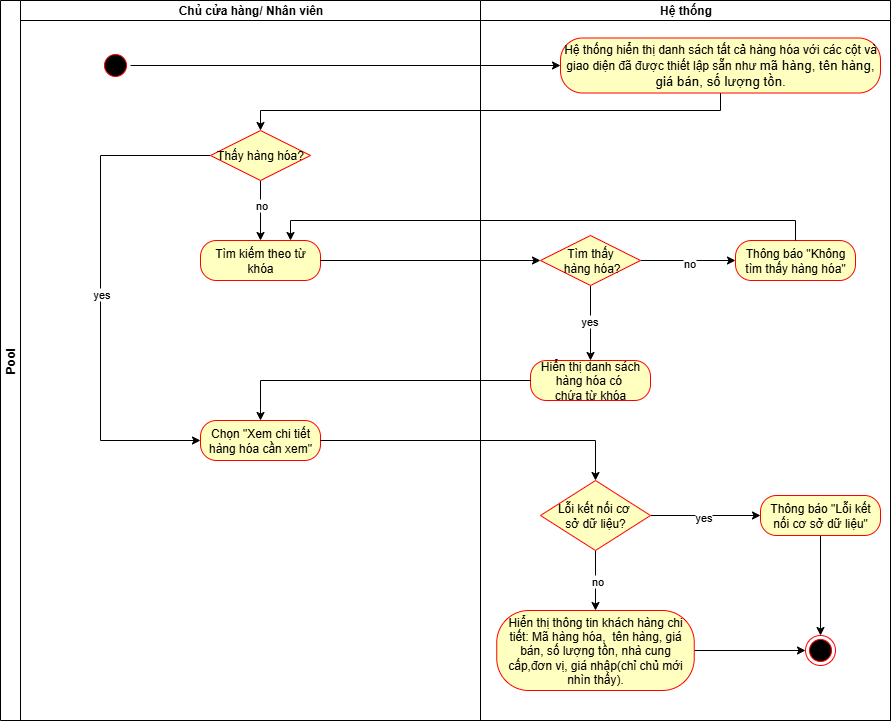 Chủ cửa hàng/ Nhân viên
Hệ thống
Pool
Hệ thống hiển thị danh sách tất cả hàng hóa với các cột và
giao diện đã được thiết lập sẵn như mã hàng, tên hàng,
giá bán, số lượng tồn.
Thấy hàng hóa?
no
yes
Tìm kiếm theo từ
khóa
Tìm thấy
hàng hóa?
no
Thông báo "Không
tìm thấy hàng hóa"
yes
Hiển thị danh sách
hàng hóa có
chứa từ khóa
Chọn "Xem chi tiết
hàng hóa cần xem"
Lỗi kết nối cơ
sở dữ liệu?
yes
Thông báo "Lỗi kết
nối cơ sở dữ liệu"
no
Hiển thị thông tin khách hàng chi
tiết: Mã hàng hóa, tên hàng, giá
bán, số lượng tồn, nhà cung
cấp,đơn vị, giá nhập(chỉ chủ mới
nhìn thấy).